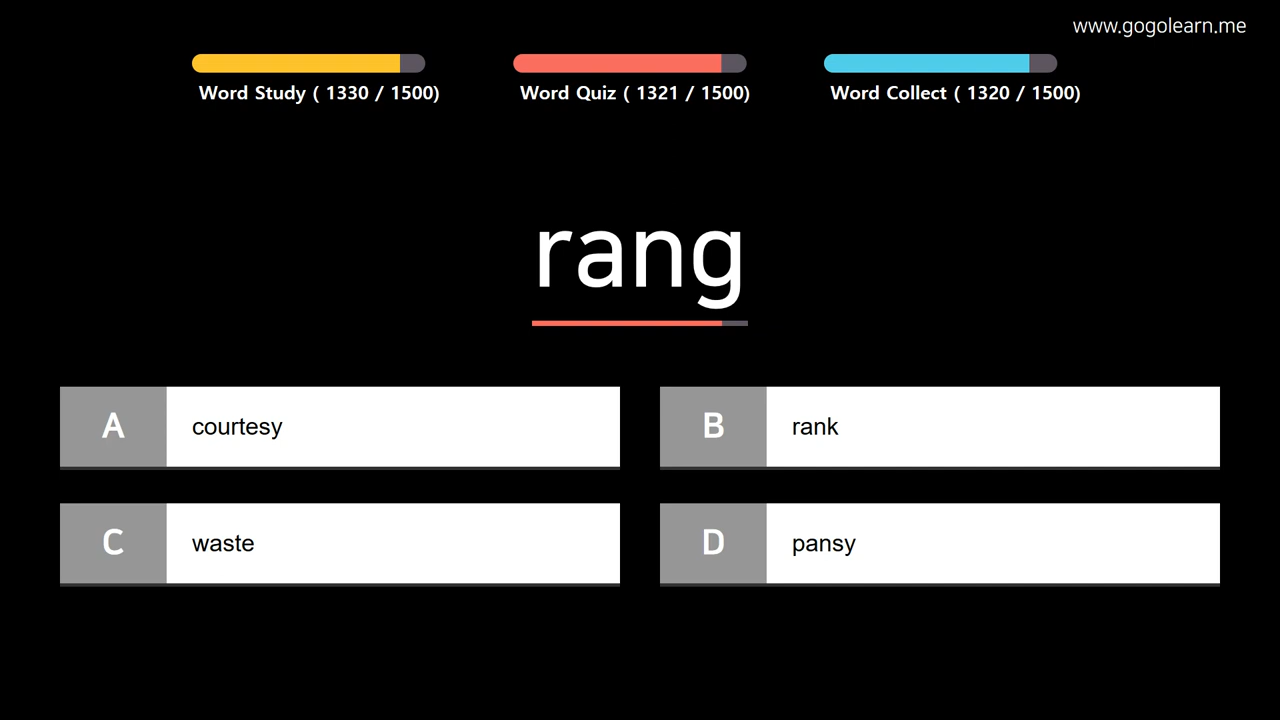 www.gogolearn.me
Word Study ( 1330 / 1500)
Word Quiz ( 1321 / 1500)
Word Collect ( 1320 / 1500)
rang
A courtesy
B rank
C waste
D pansy